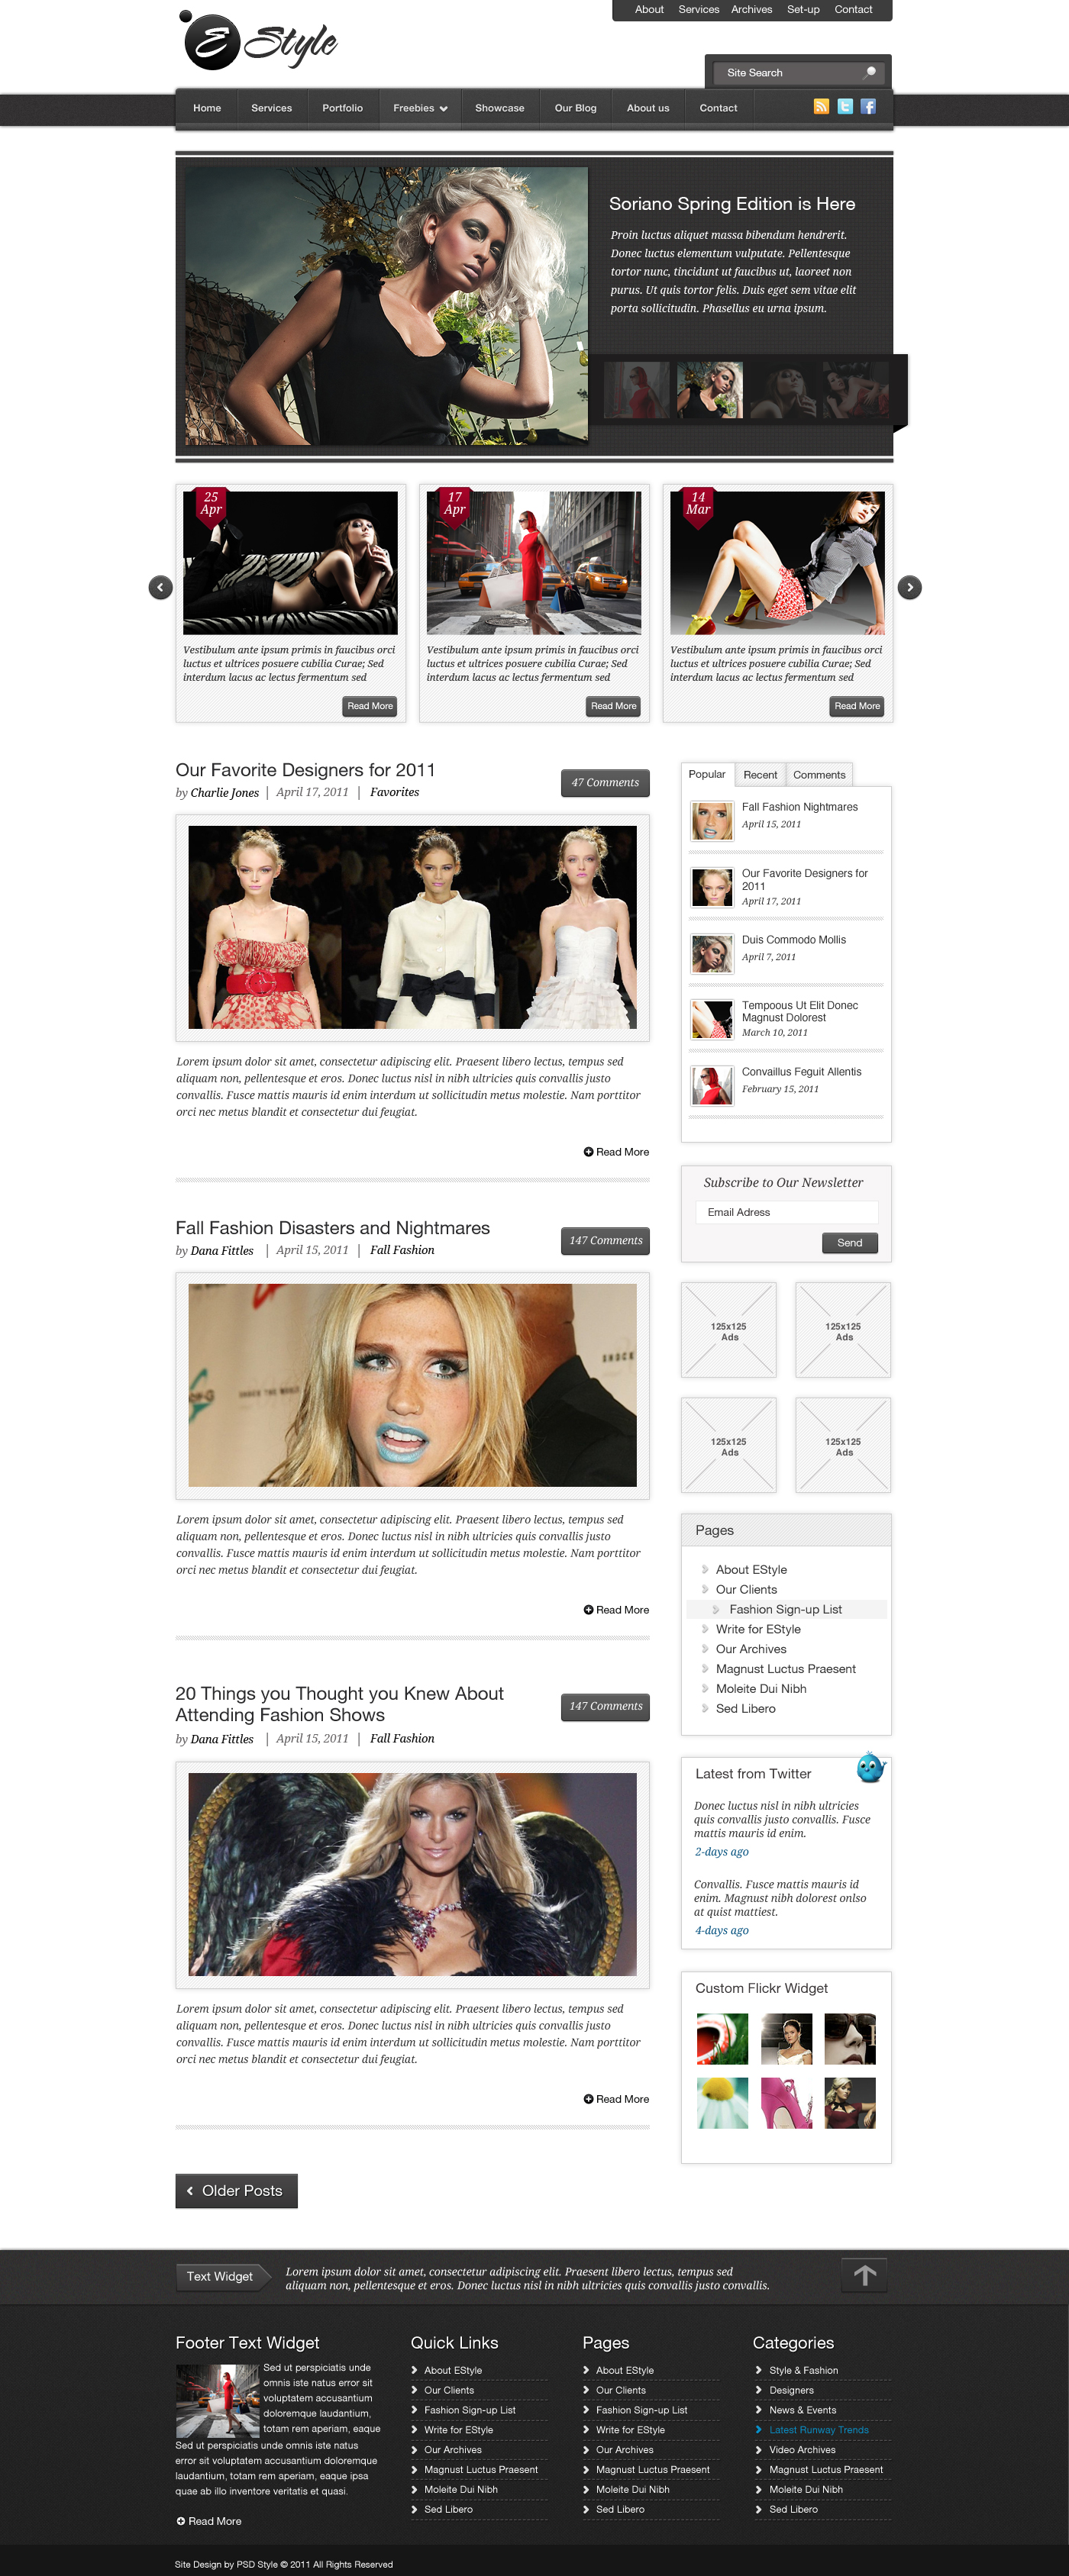 About Services Archives Set-up Contact
E Style
Site Search
Home Services Portfolio Freebies Showcase Our Blog About us Contact
Soriano Spring Edition is Here
Proin luctus aliquet massa bibendum hendrerit.
Donec luctus elementum vulputate. Pellentesque
tortor nunc, tincidunt ut faucibus ut, laoreet non
purus. Ut quis tortor felis. Duis eget sem vitae elit
porta sollicitudin. Phasellus eu urna ipsum.
25
Apr
Vestibulum ante ipsum primis in faucibus orci
luctus et ultrices posuere cubilia Curae; Sed
interdum lacus ac lectus fermentum sed
Read More
17
Apr
Vestibulum ante ipsum primis in faucibus orci
luctus et ultrices posuere cubilia Curae; Sed
interdum lacus ac lectus fermentum sed
Read More
14
Mar
Vestibulum ante ipsum primis in faucibus orci
luctus et ultrices posuere cubilia Curae; Sed
interdum lacus ac lectus fermentum sed
Read More
Our Favorite Designers for 2011
by Charlie Jones | April 17, 2011 | Favorites
47 Comments
Lorem ipsum dolor sit amet, consectetur adipiscing elit. Praesent libero lectus, tempus sed
aliquam non, pellentesque et eros. Donec luctus nisl in nibh ultricies quis convallis justo
convallis. Fusce mattis mauris id enim interdum ut sollicitudin metus molestie. Nam porttitor
orci nec metus blandit et consectetur dui feugiat.
Read More
Fall Fashion Disasters and Nightmares
by Dana Fittles | April 15, 2011 | Fall Fashion
147 Comments
Lorem ipsum dolor sit amet, consectetur adipiscing elit. Praesent libero lectus, tempus sed
aliquam non, pellentesque et eros. Donec luctus nisl in nibh ultricies quis convallis justo
convallis. Fusce mattis mauris id enim interdum ut sollicitudin metus molestie. Nam porttitor
orci nec metus blandit et consectetur dui feugiat.
Read More
20 Things you Thought you Knew About
Attending Fashion Shows
by Dana Fittles | April 15, 2011 | Fall Fashion
147 Comments
Lorem ipsum dolor sit amet, consectetur adipiscing elit. Praesent libero lectus, tempus sed
aliquam non, pellentesque et eros. Donec luctus nisl in nibh ultricies quis convallis justo
convallis. Fusce mattis mauris id enim interdum ut sollicitudin metus molestie. Nam porttitor
orci nec metus blandit et consectetur dui feugiat.
Read More
Older Posts
Popular Recent Comments
Fall Fashion Nightmares
April 15, 2011
Our Favorite Designers for
2011
April 17, 2011
Duis Commodo Mollis
April 7, 2011
Tempoous Ut Elit Donec
Magnust Dolorest
March 10, 2011
Convaillus Feguit Allentis
February 15, 2011
Subscribe to Our Newsletter
Email Adress
Send
125x125
Ads
125x125
Ads
125x125
Ads
125x125
Ads
Pages
About EStyle
Our Clients
Fashion Sign-up List
Write for EStyle
Our Archives
Magnust Luctus Praesent
Moleite Dui Nibh
Sed Libero
Latest from Twitter
Donec luctus nisl in nibh ultricies
quis convallis justo convallis. Fusce
mattis mauris id enim.
2-days ago
Convallis. Fusce mattis mauris id
enim. Magnust nibh dolorest onlso
at quist mattiest.
4-days ago
Custom Flickr Widget
Text Widget
Lorem ipsum dolor sit amet, consectetur adipiscing elit. Praesent libero lectus, tempus sed
aliquam non, pellentesque et eros. Donec luctus nisl in nibh ultricies quis convallis justo convallis.
Footer Text Widget
Sed ut perspiciatis unde
omnis iste natus error sit
voluptatem accusantium
doloremque laudantium,
totam rem aperiam, eaque
Sed ut perspiciatis unde omnis iste natus
error sit voluptatem accusantium doloremque
laudantium, totam rem aperiam, eaque ipsa
quae ab illo inventore veritatis et quasi.
Read More
Quick Links
About EStyle
Our Clients
Fashion Sign-up List
Write for EStyle
Our Archives
Magnust Luctus Praesent
Moleite Dui Nibh
Sed Libero
Pages
About EStyle
Our Clients
Fashion Sign-up List
Write for EStyle
Our Archives
Magnust Luctus Praesent
Moleite Dui Nibh
Sed Libero
Categories
Style & Fashion
Designers
News & Events
Latest Runway Trends
Video Archives
Magnust Luctus Praesent
Moleite Dui Nibh
Sed Libero
Site Design by PSD Style © 2011 All Rights Reserved